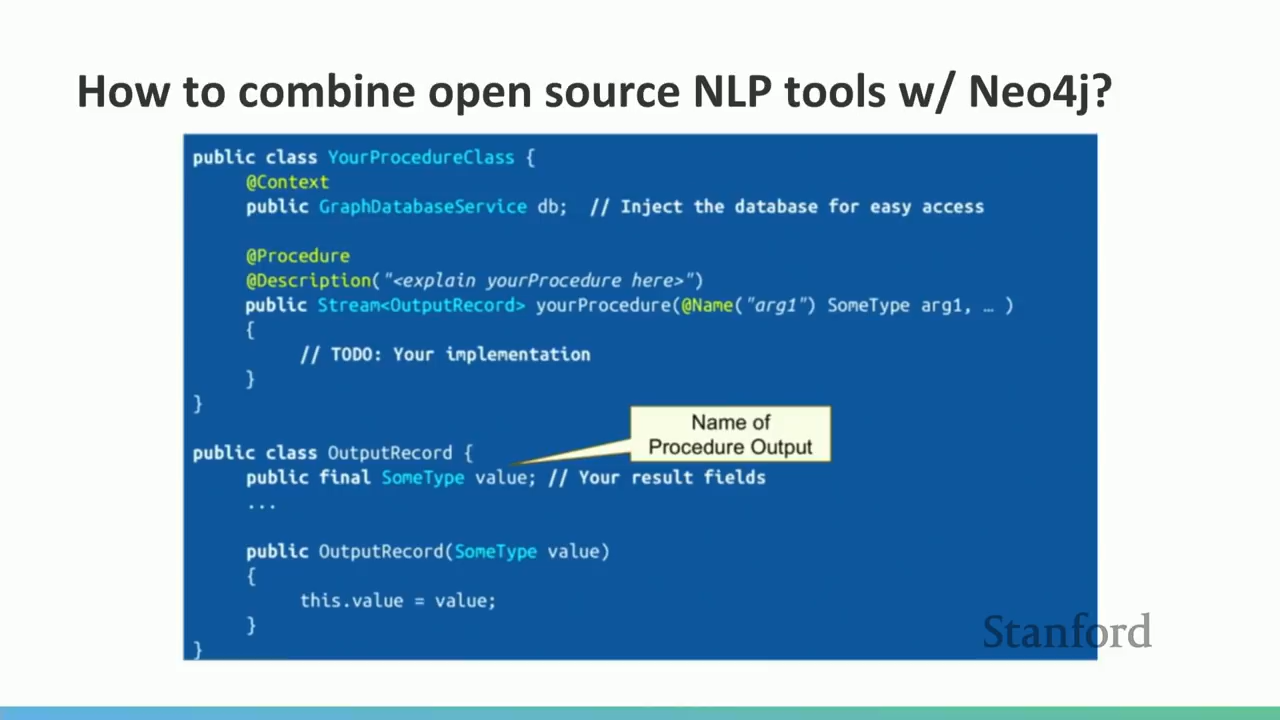 How to combine open source NLP tools w/ Neo4j?
public class YourProcedureClass {
@Context
public GraphDatabaseService db; // Inject the database for easy access
@Procedure
@Description("<explain yourProcedure here>")
public Stream<OutputRecord> yourProcedure(@Name("arg1") SomeType arg1, … )
{
// TODO: Your implementation
}
}
Name of
Procedure Output
public class OutputRecord {
public final SomeType value; // Your result fields
...
public OutputRecord(SomeType value)
{
this.value = value;
}
}
Stanford